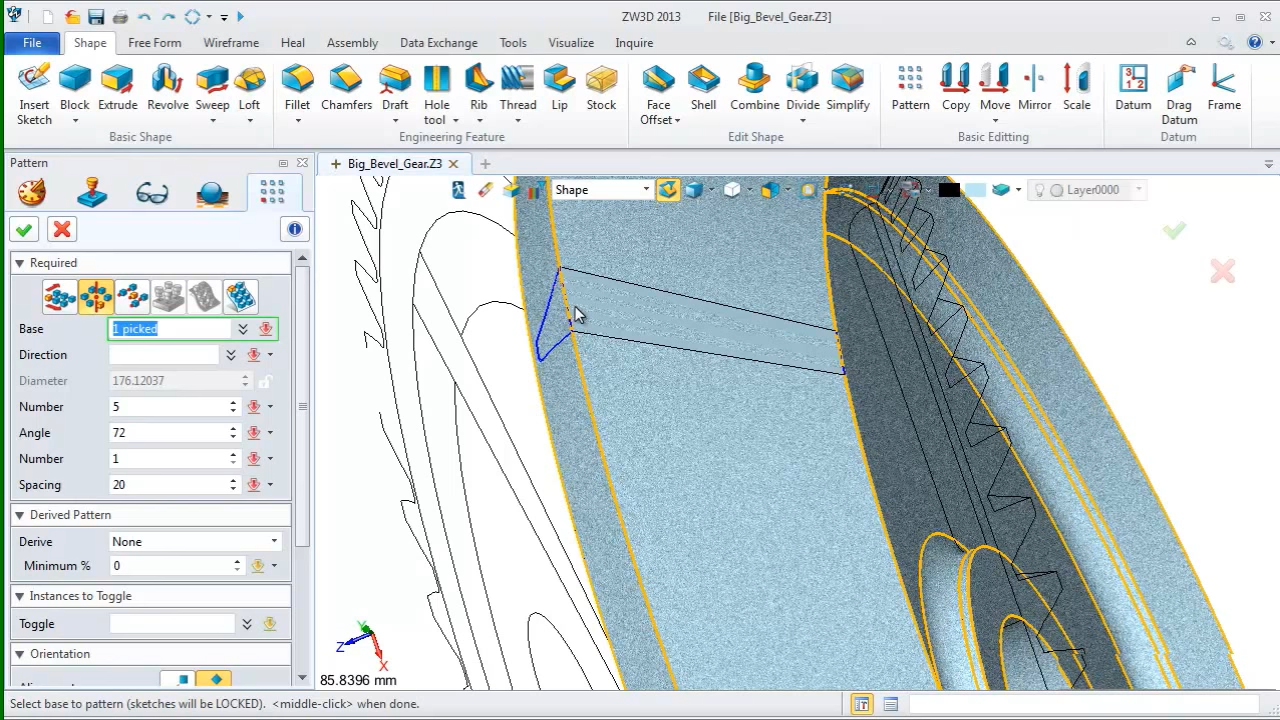 ZW3D 2013 File [Big_Bevel_Gear.Z3]
File Shape Free Form Wireframe Heal Assembly Data Exchange Tools Visualize Inquire
Insert Sketch Block Extrude Revolve Sweep Loft Fillet Chamfers Draft Hole tool Rib Thread Lip Stock Face Offset Shell Combine Divide Simplify Pattern Copy Move Mirror Scale Datum Drag Datum Frame
Basic Shape Engineering Feature Edit Shape Basic Editing Datum
Pattern
Big_Bevel_Gear.Z3
Shape
Layer0000
Required
Base 1 picked
Direction
Diameter 176.12037
Number 5
Angle 72
Number 1
Spacing 20
Derived Pattern
Derive None
Minimum % 0
Instances to Toggle
Toggle
Orientation
Z
Y
X
85.8396 mm
Select base to pattern (sketches will be LOCKED). <middle-click> when done.